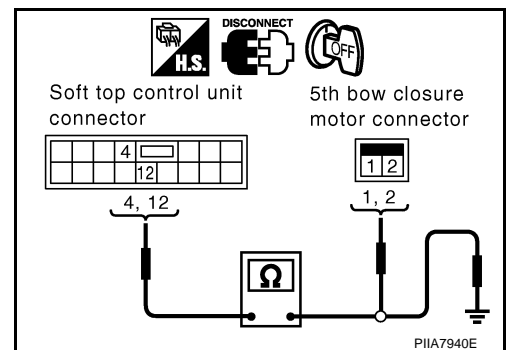 DISCONNECT
H.S.
OFF
Soft top control unit
connector
5th bow closure
motor connector
4
12
1 2
4, 12
1, 2
Ω
PIIA7940E